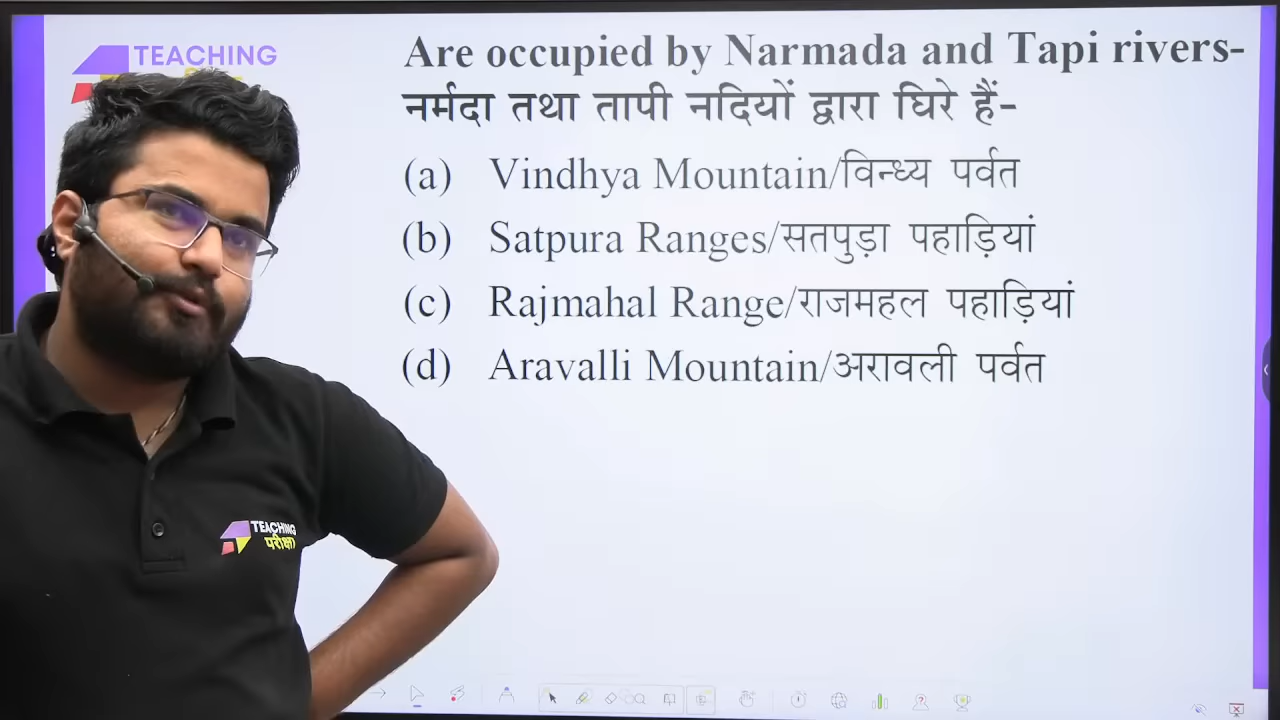 TEACHING
Are occupied by Narmada and Tapi rivers-
नर्मदा तथा तापी नदियों द्वारा घिरे हैं-
(a) Vindhya Mountain/विन्ध्य पर्वत
(b) Satpura Ranges/सतपुड़ा पहाड़ियां
(c) Rajmahal Range/राजमहल पहाड़ियां
(d) Aravalli Mountain/अरावली पर्वत
TEACHING
परीक्षा